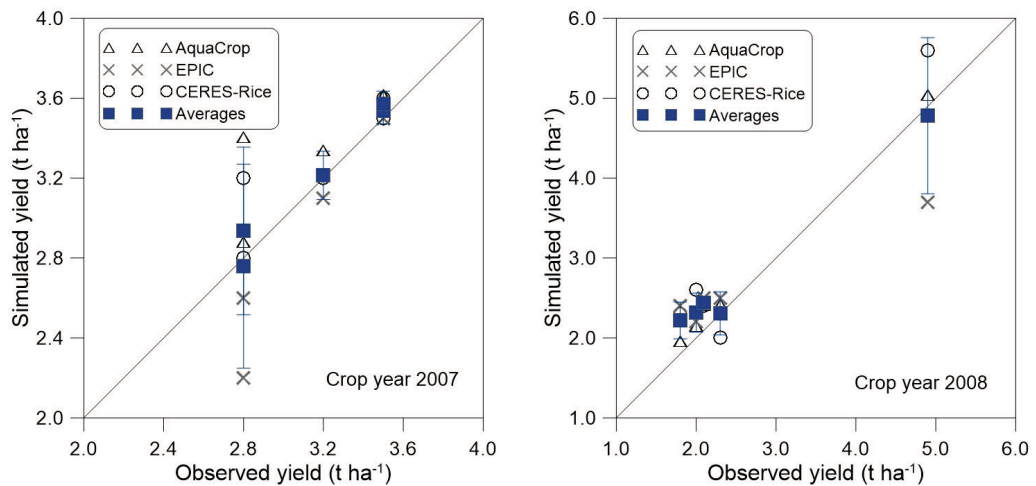 4.0
3.6
3.2
2.8
2.4
2.0
2.0
2.4
2.8
3.2
3.6
4.0
Simulated yield (t ha⁻¹)
Observed yield (t ha⁻¹)
AquaCrop
EPIC
CERES-Rice
Averages
Crop year 2007
6.0
5.0
4.0
3.0
2.0
1.0
1.0
2.0
3.0
4.0
5.0
6.0
Simulated yield (t ha⁻¹)
Observed yield (t ha⁻¹)
AquaCrop
EPIC
CERES-Rice
Averages
Crop year 2008